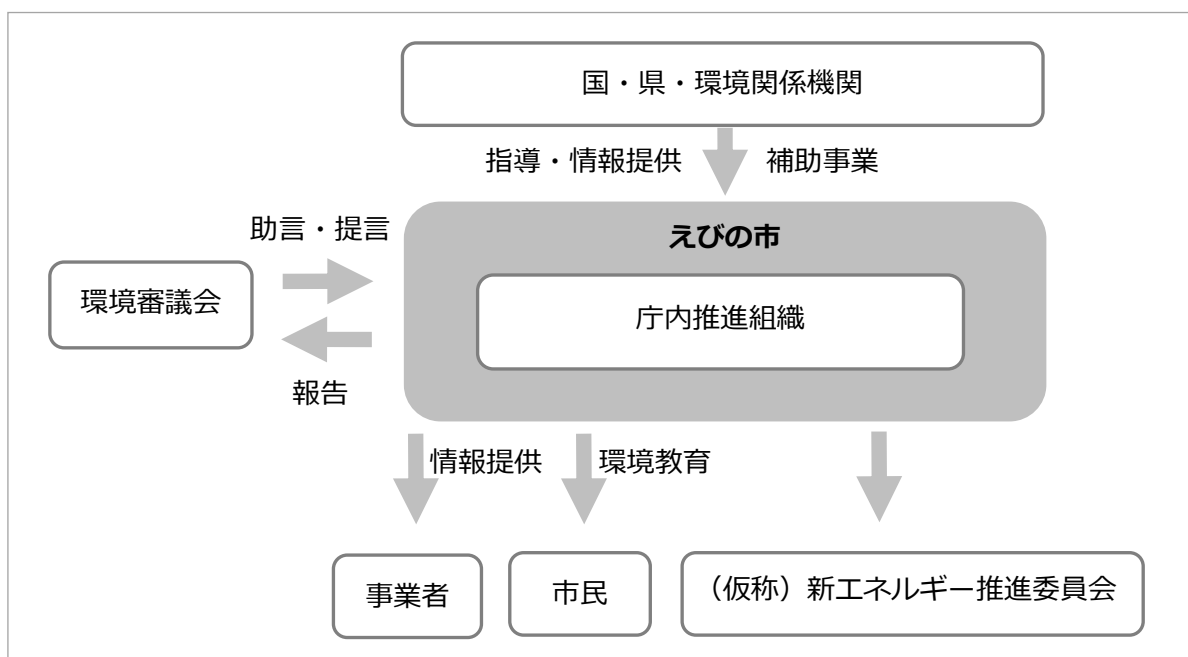 国・県・環境関係機関
指導・情報提供
補助事業
助言・提言
えびの市
環境審議会
庁内推進組織
報告
情報提供
環境教育
事業者
市民
（仮称）新エネルギー推進委員会